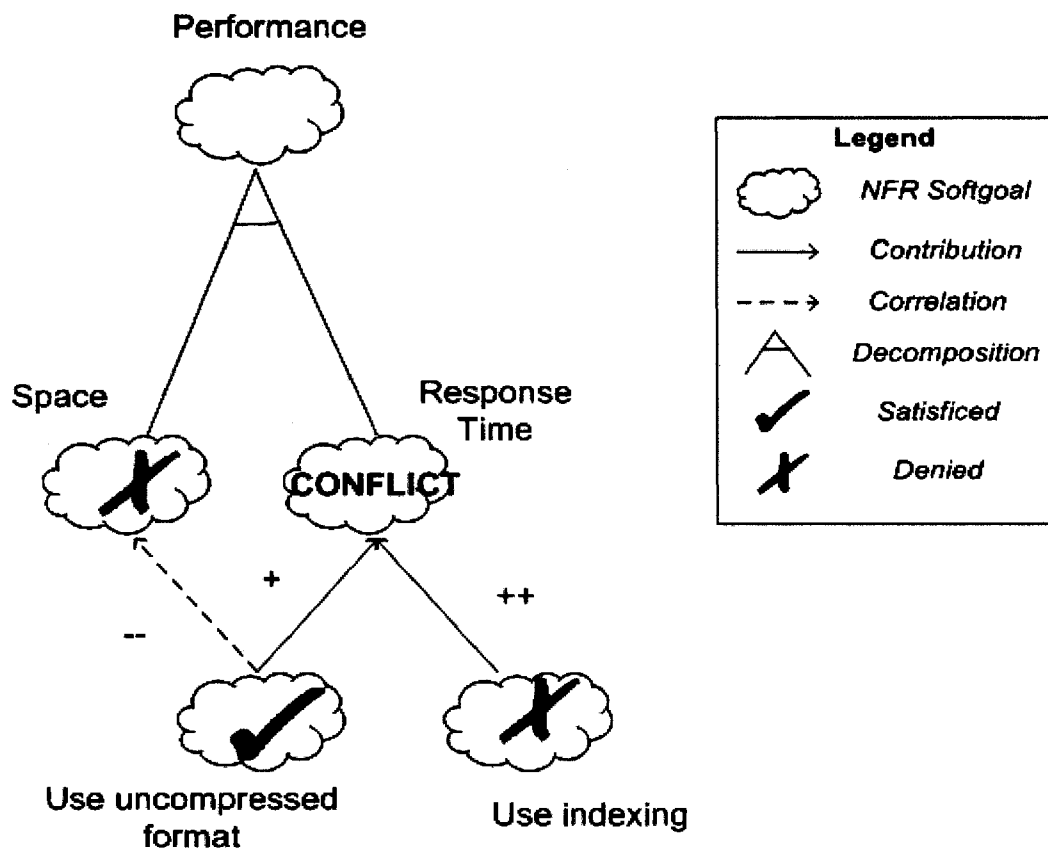 Performance
Legend
NFR Softgoal
Contribution
Correlation
Decomposition
Satisficed
Denied
Space
Response
Time
CONFLICT
+
++
--
Use uncompressed
format
Use indexing